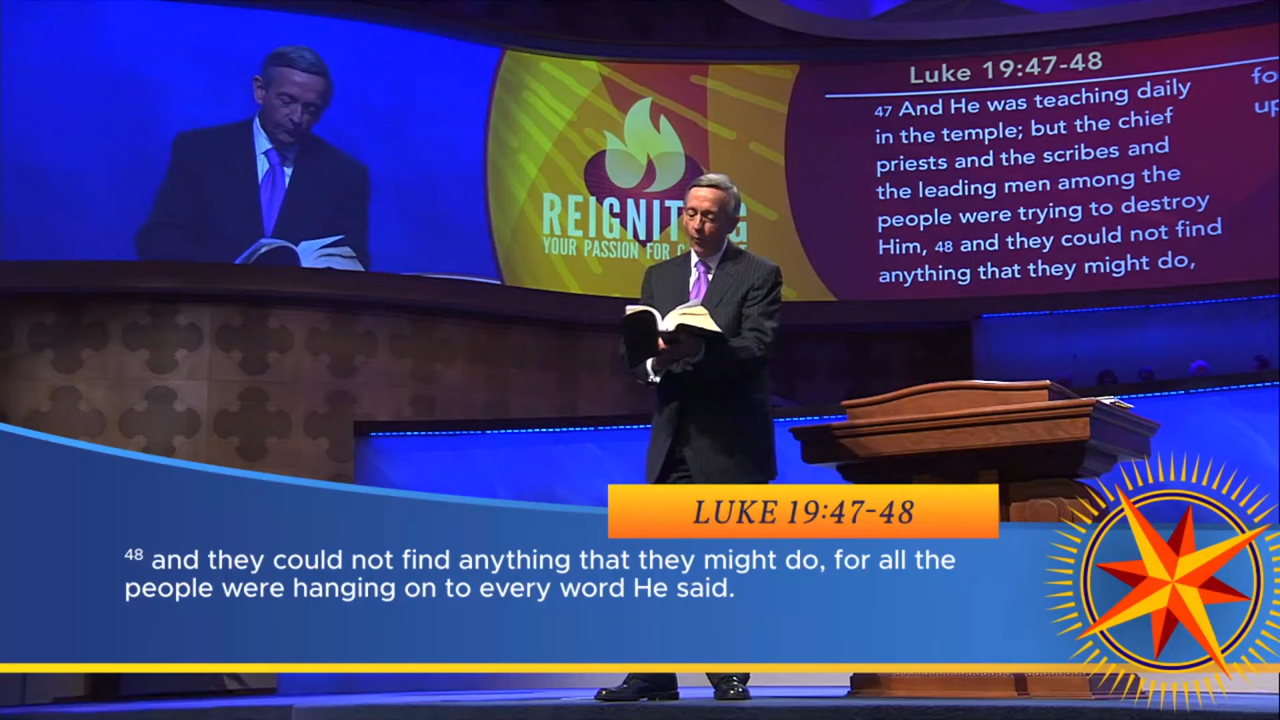 Luke 19:47-48
47 And He was teaching daily
in the temple; but the chief
priests and the scribes and
the leading men among the
people were trying to destroy
Him, 48 and they could not find
anything that they might do,
YOUR PASSION FOR
LUKE 19:47-48
48 and they could not find anything that they might do, for all the
people were hanging on to every word He said.